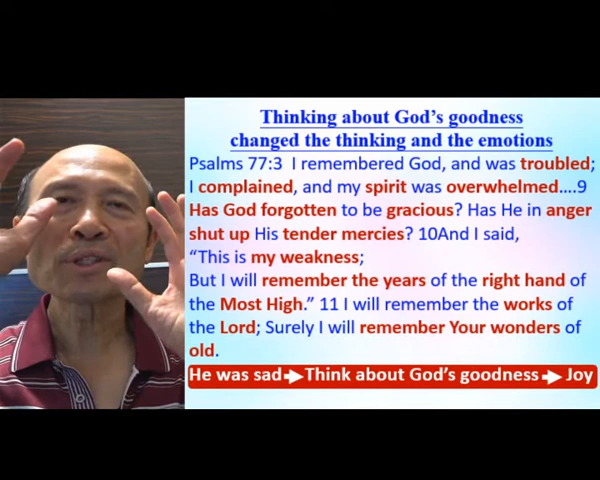 Thinking about God's goodness
changed the thinking and the emotions
Psalms 77:3 I remembered God, and was troubled;
I complained, and my spirit was overwhelmed....9
Has God forgotten to be gracious? Has He in anger
shut up His tender mercies? 10And I said,
“This is my weakness;
But I will remember the years of the right hand of
the Most High.” 11 I will remember the works of
the Lord; Surely I will remember Your wonders of
old.
He was sad→Think about God's goodness→Joy